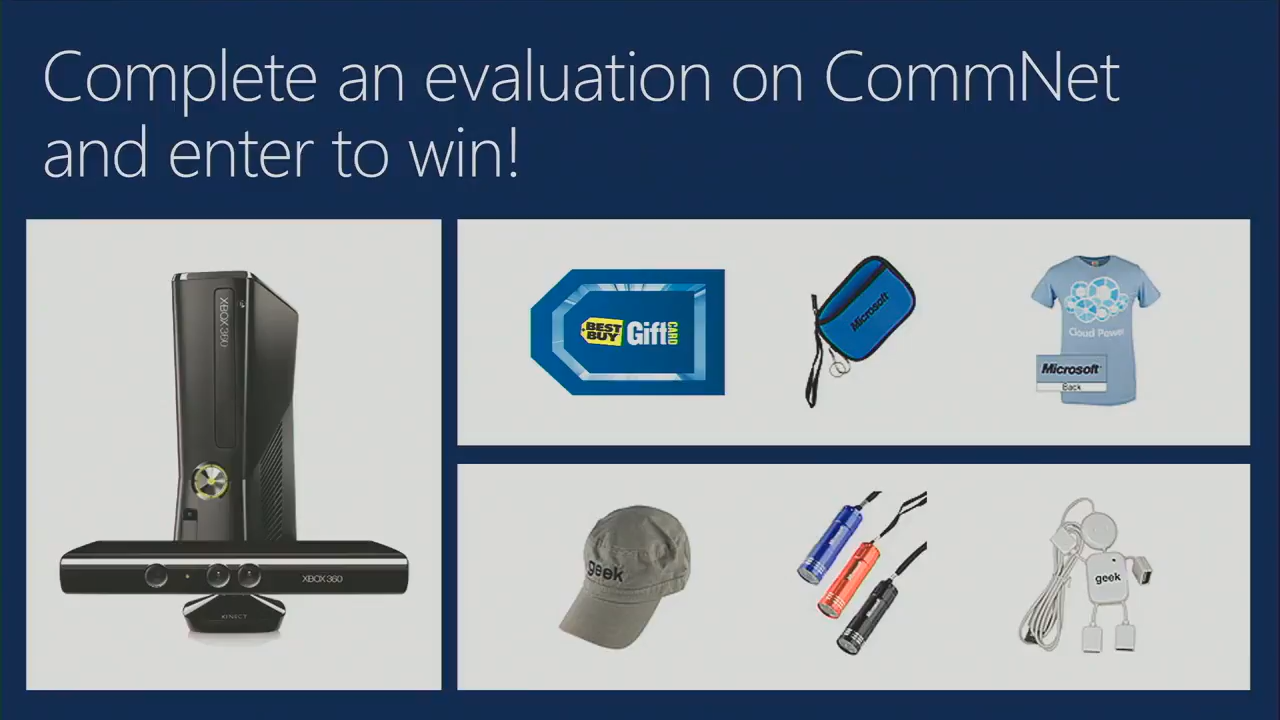 Complete an evaluation on CommNet
and enter to win!
XBOX 360
XBOX 360
KINECT
BEST
BUY
Gift
CARD
Microsoft
Cloud Power
Microsoft
Back
geek
geek